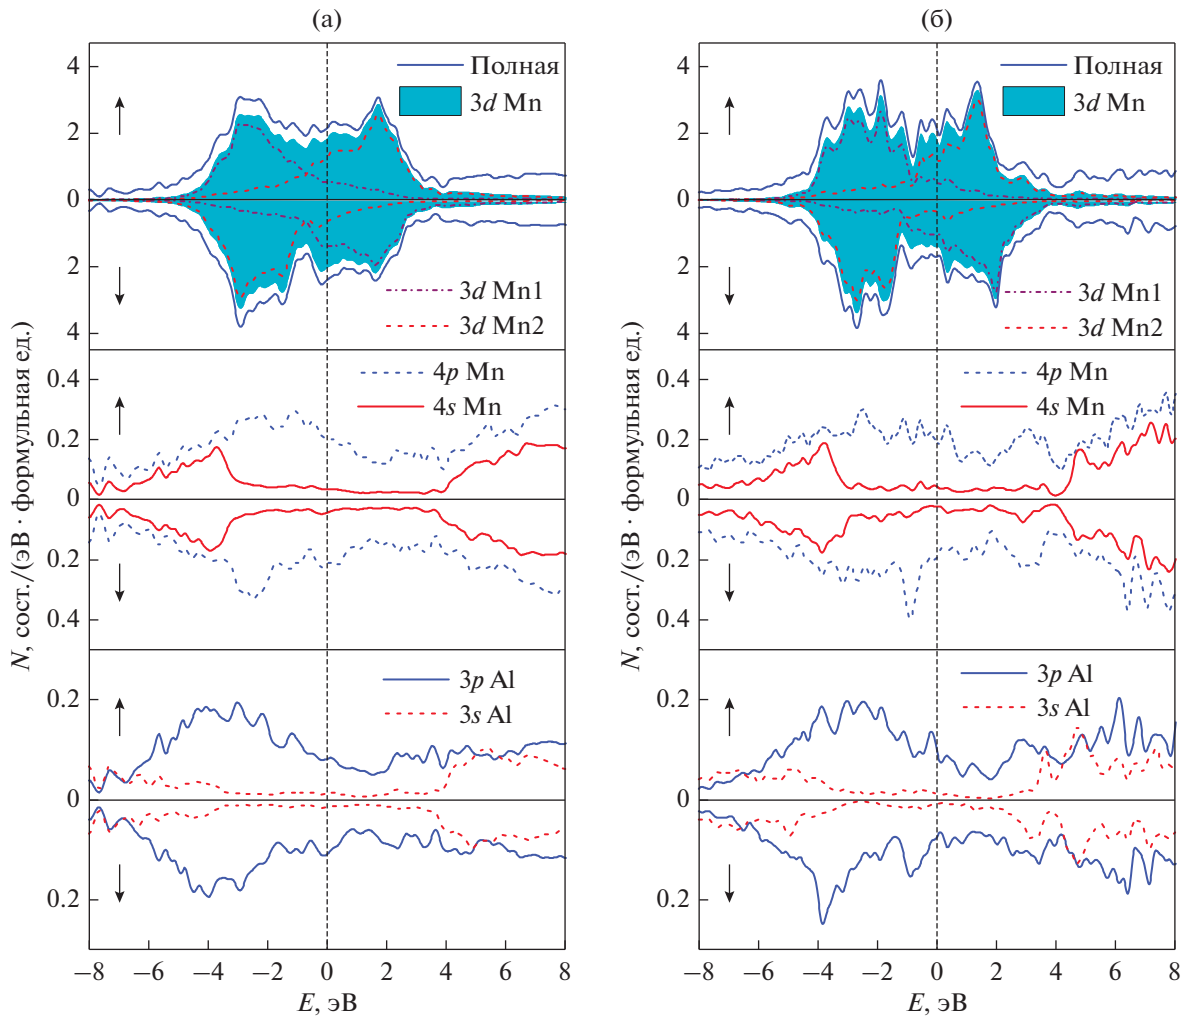 (а)
4
2
0
2
4
Полная
3d Mn
3d Mn1
3d Mn2
0.4
0.2
0
0.2
0.4
4p Mn
4s Mn
0.2
0
0.2
3p Al
3s Al
−8 −6 −4 −2 0 2 4 6 8
E, эВ
N, сост./(эВ · формульная ед.)
(б)
4
2
0
2
4
Полная
3d Mn
3d Mn1
3d Mn2
0.4
0.2
0
0.2
0.4
4p Mn
4s Mn
0.2
0
0.2
3p Al
3s Al
−8 −6 −4 −2 0 2 4 6 8
E, эВ
N, сост./(эВ · формульная ед.)